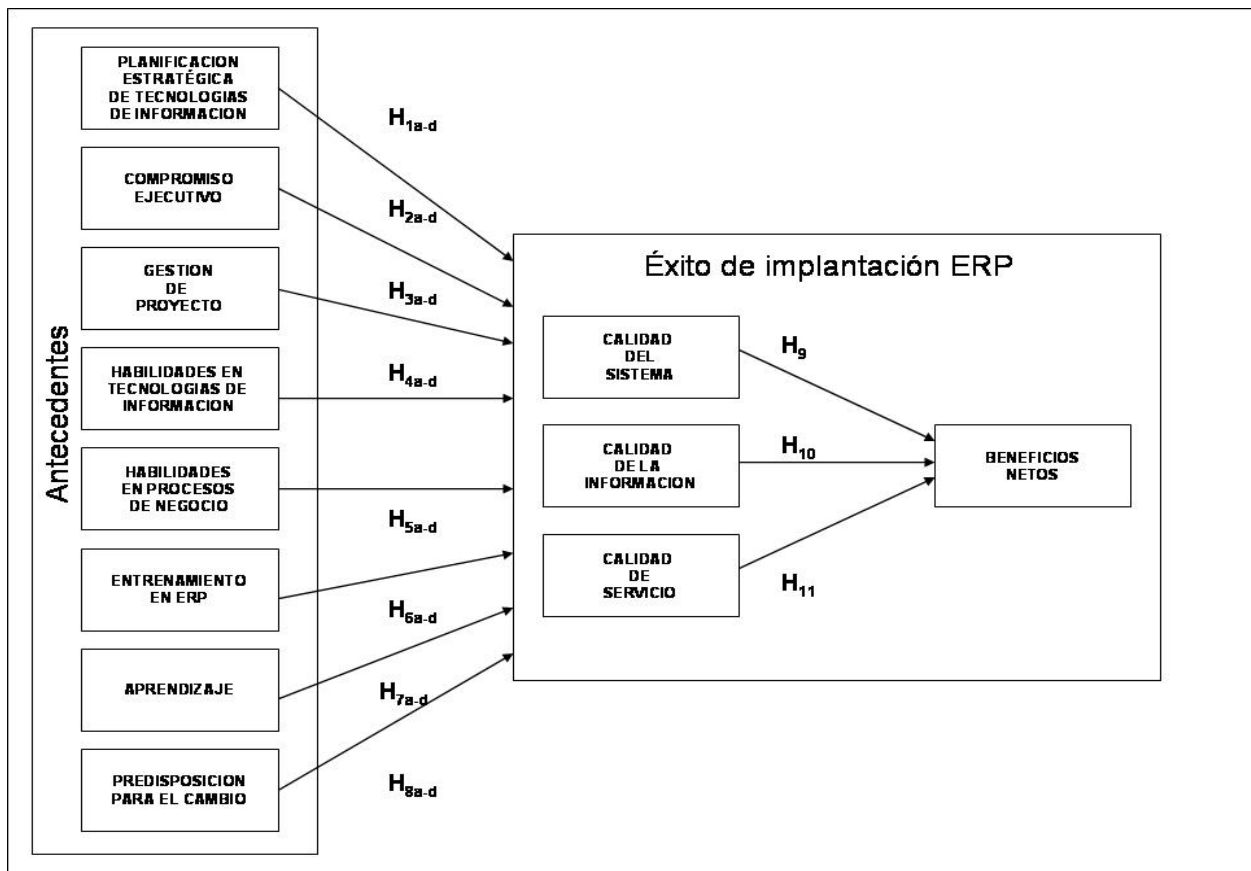 Antecedentes
PLANIFICACION
ESTRATÉGICA
DE TECNOLOGIAS
DE INFORMACION
COMPROMISO
EJECUTIVO
GESTION
DE
PROYECTO
HABILIDADES EN
TECNOLOGIAS DE
INFORMACION
HABILIDADES
EN PROCESOS
DE NEGOCIO
ENTRENAMIENTO
EN ERP
APRENDIZAJE
PREDISPOSICION
PARA EL CAMBIO
H1a-d
H2a-d
H3a-d
H4a-d
H5a-d
H6a-d
H7a-d
H8a-d
Éxito de implantación ERP
CALIDAD
DEL
SISTEMA
CALIDAD
DE LA
INFORMACION
CALIDAD
DE
SERVICIO
H9
H10
H11
BENEFICIOS
NETOS